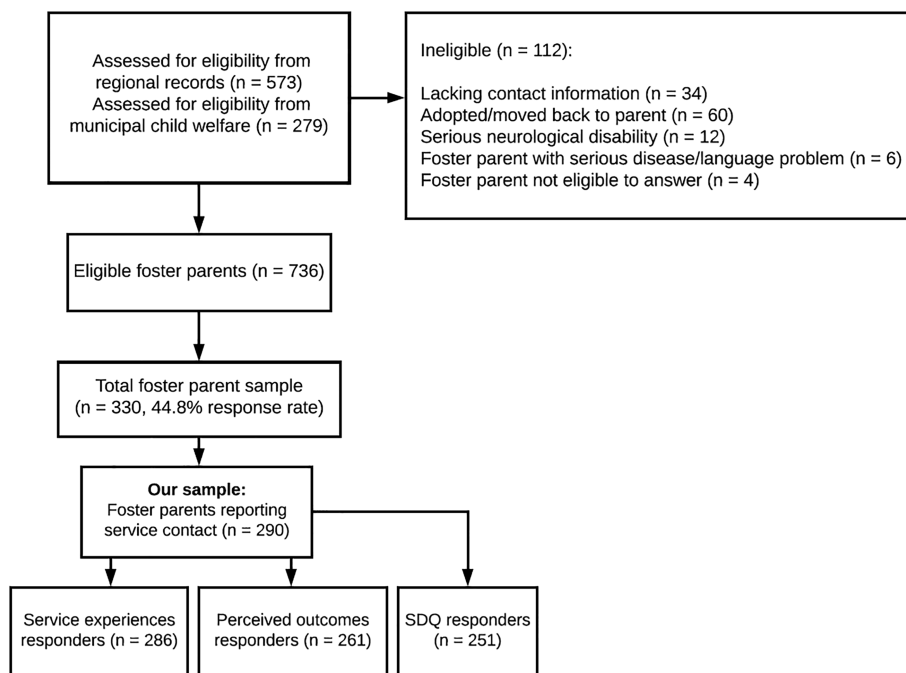 Assessed for eligibility from
regional records (n = 573)
Assessed for eligibility from
municipal child welfare (n = 279)
Ineligible (n = 112):
Lacking contact information (n = 34)
Adopted/moved back to parent (n = 60)
Serious neurological disability (n = 12)
Foster parent with serious disease/language problem (n = 6)
Foster parent not eligible to answer (n = 4)
Eligible foster parents (n = 736)
Total foster parent sample
(n = 330, 44.8% response rate)
Our sample:
Foster parents reporting
service contact (n = 290)
Service experiences
responders (n = 286)
Perceived outcomes
responders (n = 261)
SDQ responders
(n = 251)